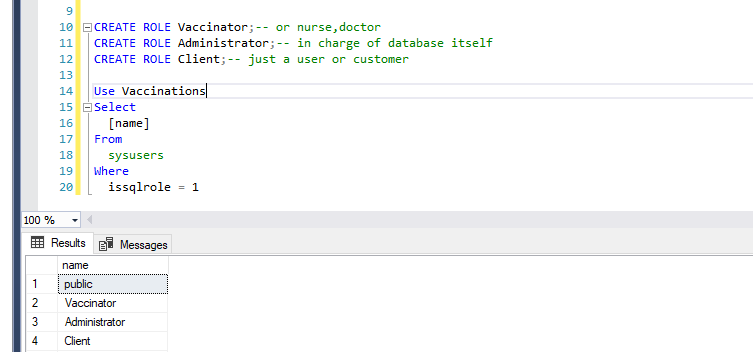 9
10 CREATE ROLE Vaccinator;-- or nurse,doctor
11 CREATE ROLE Administrator;-- in charge of database itself
12 CREATE ROLE Client;-- just a user or customer
13
14 Use Vaccinations
15 Select
16 [name]
17 From
18 sysusers
19 Where
20 issqlrole = 1
100 %
Results Messages
name
1 public
2 Vaccinator
3 Administrator
4 Client